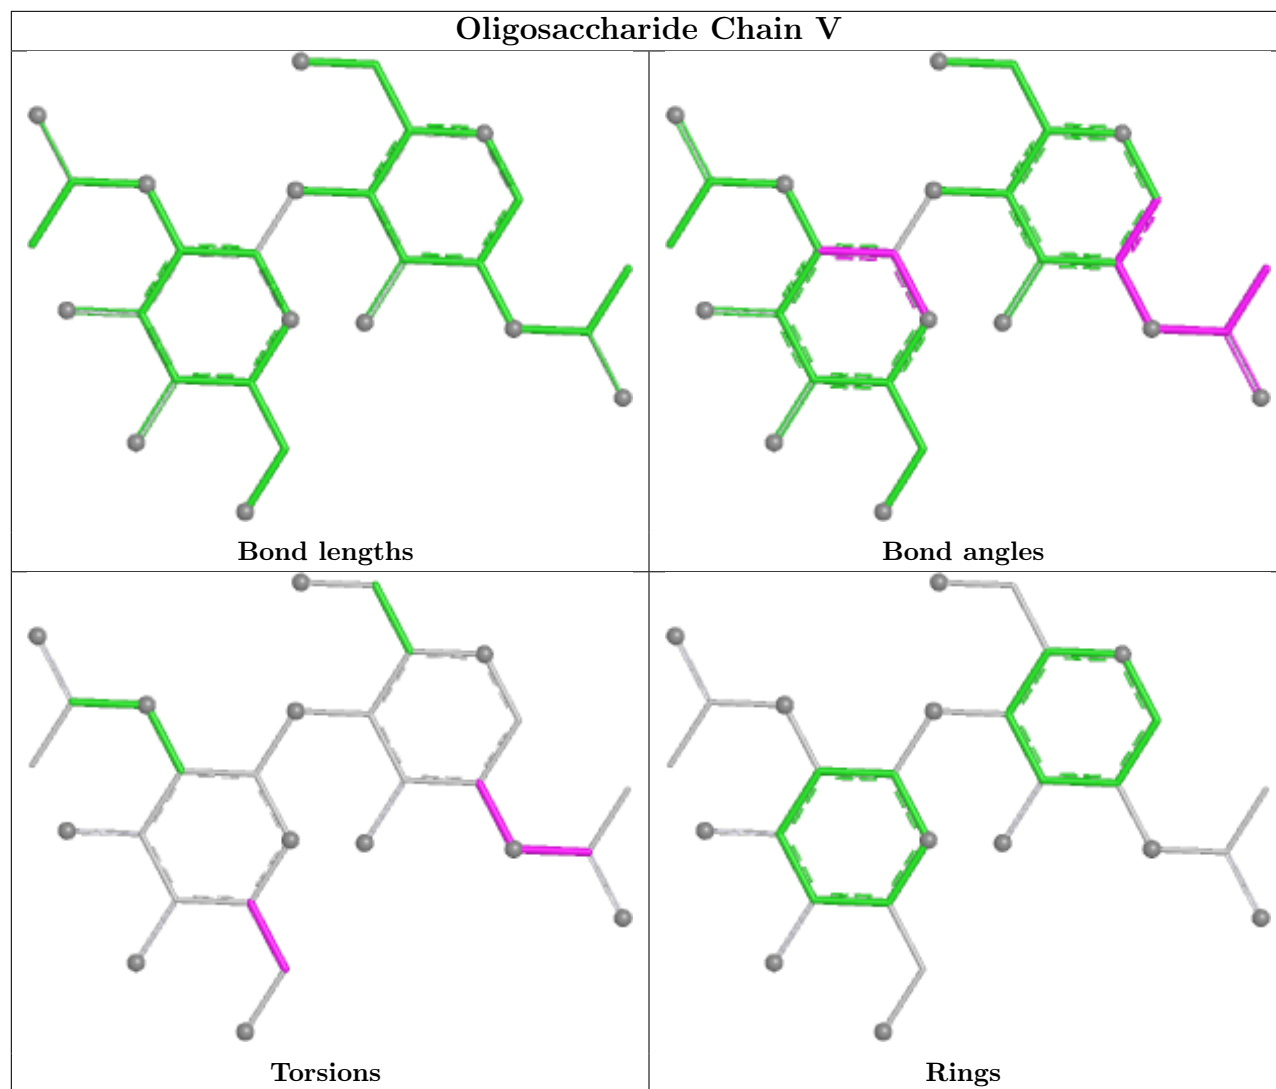 Oligosaccharide Chain V
Bond lengths
Bond angles
Torsions
Rings